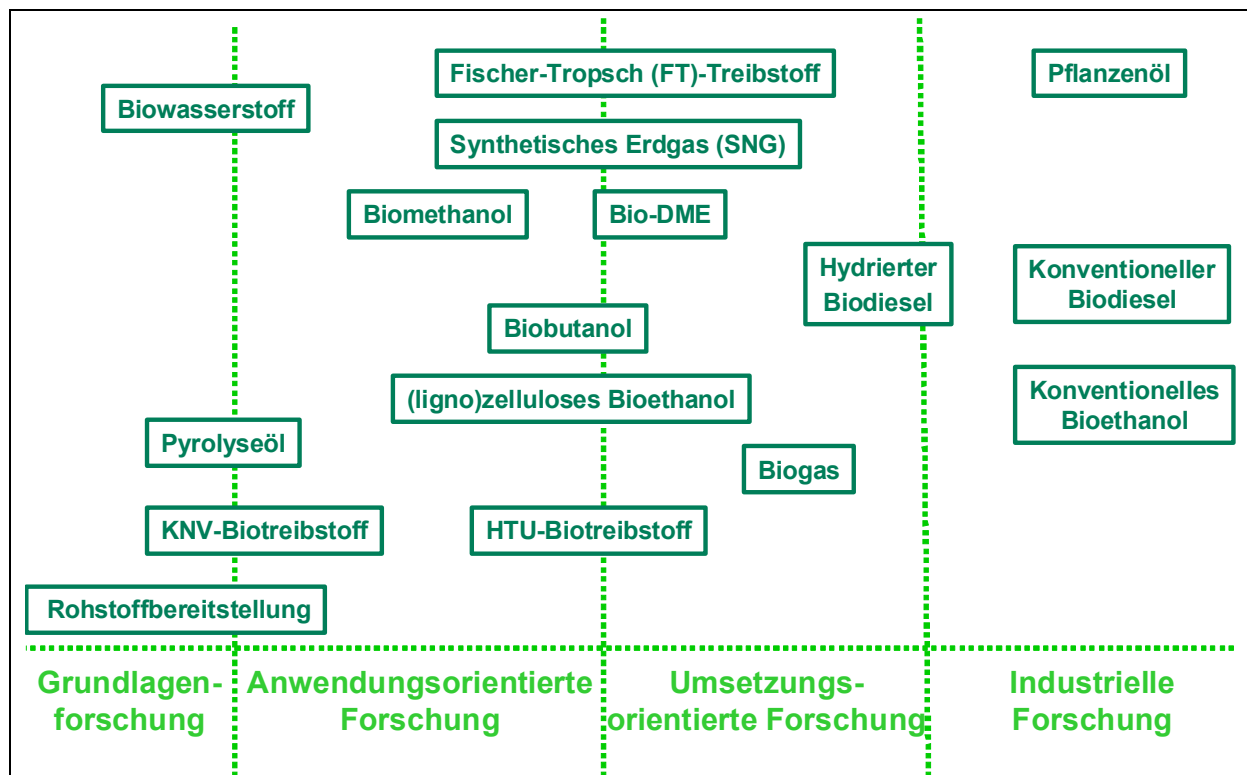 Fischer-Tropsch (FT)-Treibstoff
Pflanzenöl
Biowasserstoff
Synthetisches Erdgas (SNG)
Biomethanol
Bio-DME
Hydrierter
Biodiesel
Konventioneller
Biodiesel
Biobutanol
(ligno)zelluloses Bioethanol
Konventionelles
Bioethanol
Pyrolyseöl
Biogas
KNV-Biotreibstoff
HTU-Biotreibstoff
Rohstoffbereitstellung
Grundlagen-
forschung
Anwendungsorientierte
Forschung
Umsetzungs-
orientierte Forschung
Industrielle
Forschung